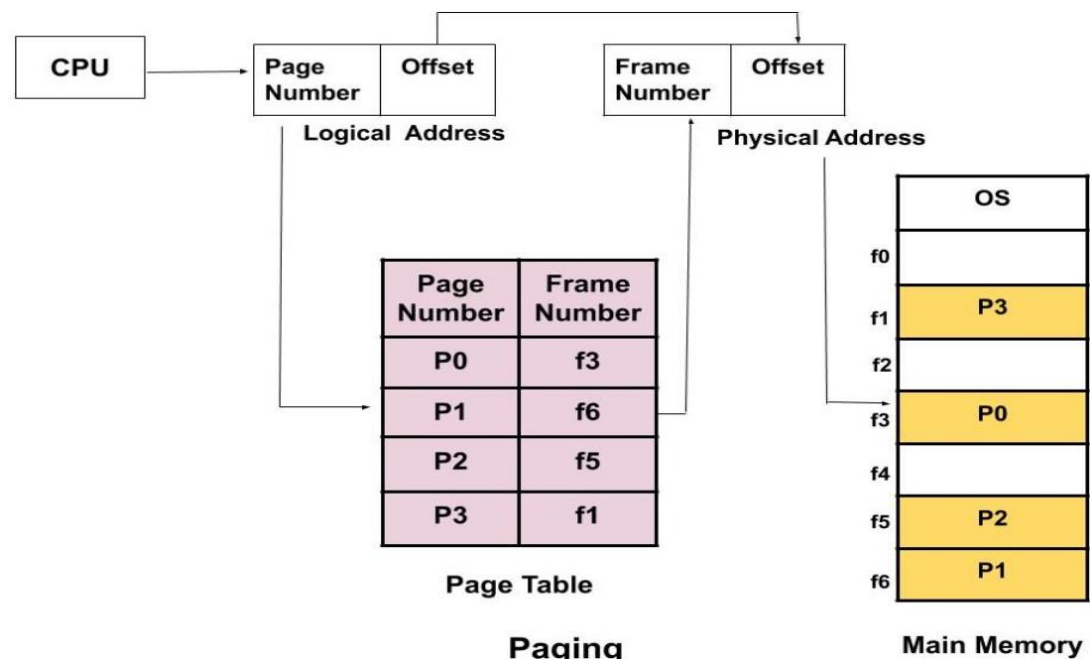 CPU
Page Number
Offset
Logical Address
Frame Number
Offset
Physical Address
Page Number
Frame Number
P0
f3
P1
f6
P2
f5
P3
f1
Page Table
OS
f0
f1
P3
f2
f3
P0
f4
f5
P2
f6
P1
Paging
Main Memory